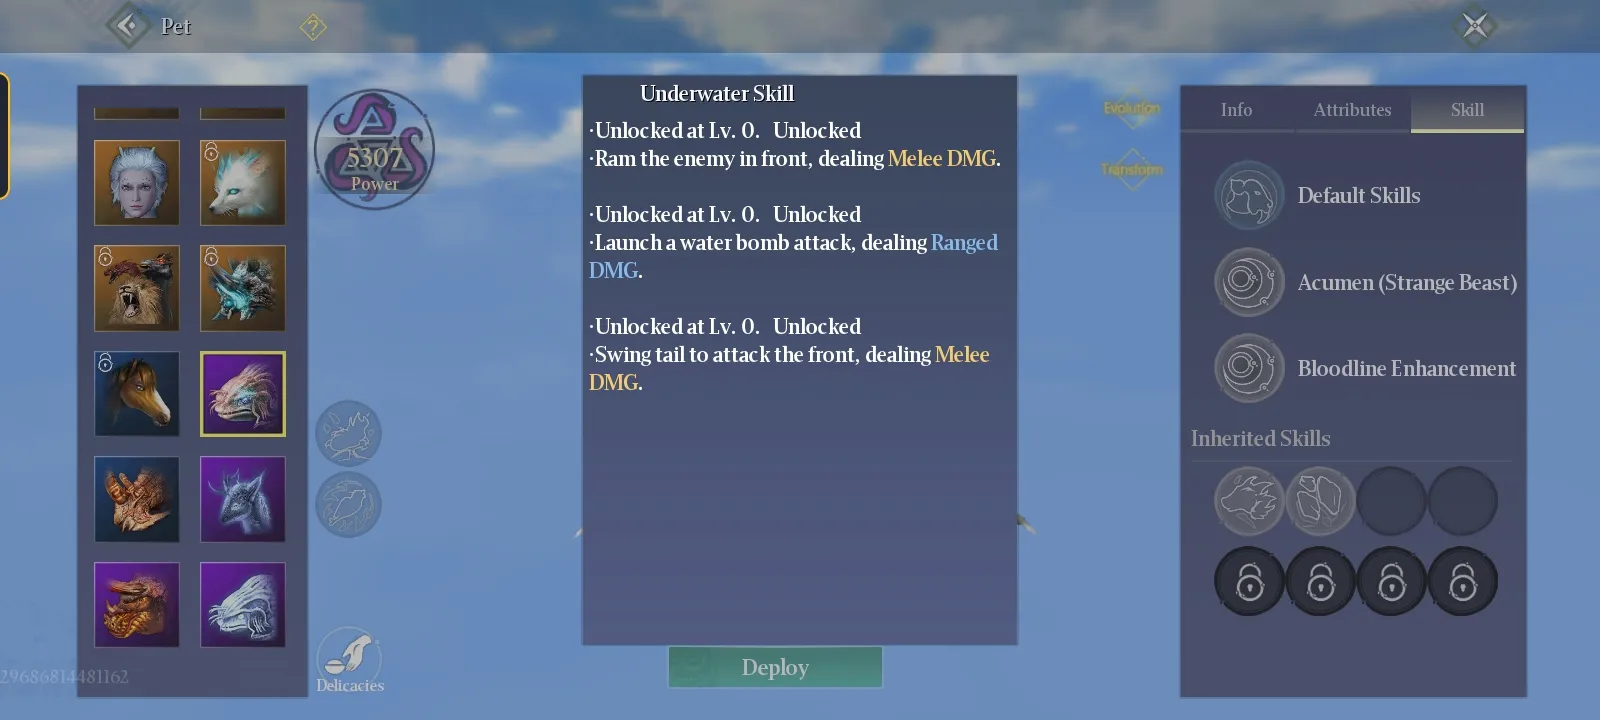 Pet
?
5307
Power
Underwater Skill
·Unlocked at Lv. 0. Unlocked
·Ram the enemy in front, dealing Melee DMG.
·Unlocked at Lv. 0. Unlocked
·Launch a water bomb attack, dealing Ranged
DMG.
·Unlocked at Lv. 0. Unlocked
·Swing tail to attack the front, dealing Melee
DMG.
Evolution
Transform
Info
Attributes
Skill
Default Skills
Acumen (Strange Beast)
Bloodline Enhancement
Inherited Skills
Deploy
Delicacies
29686814481162